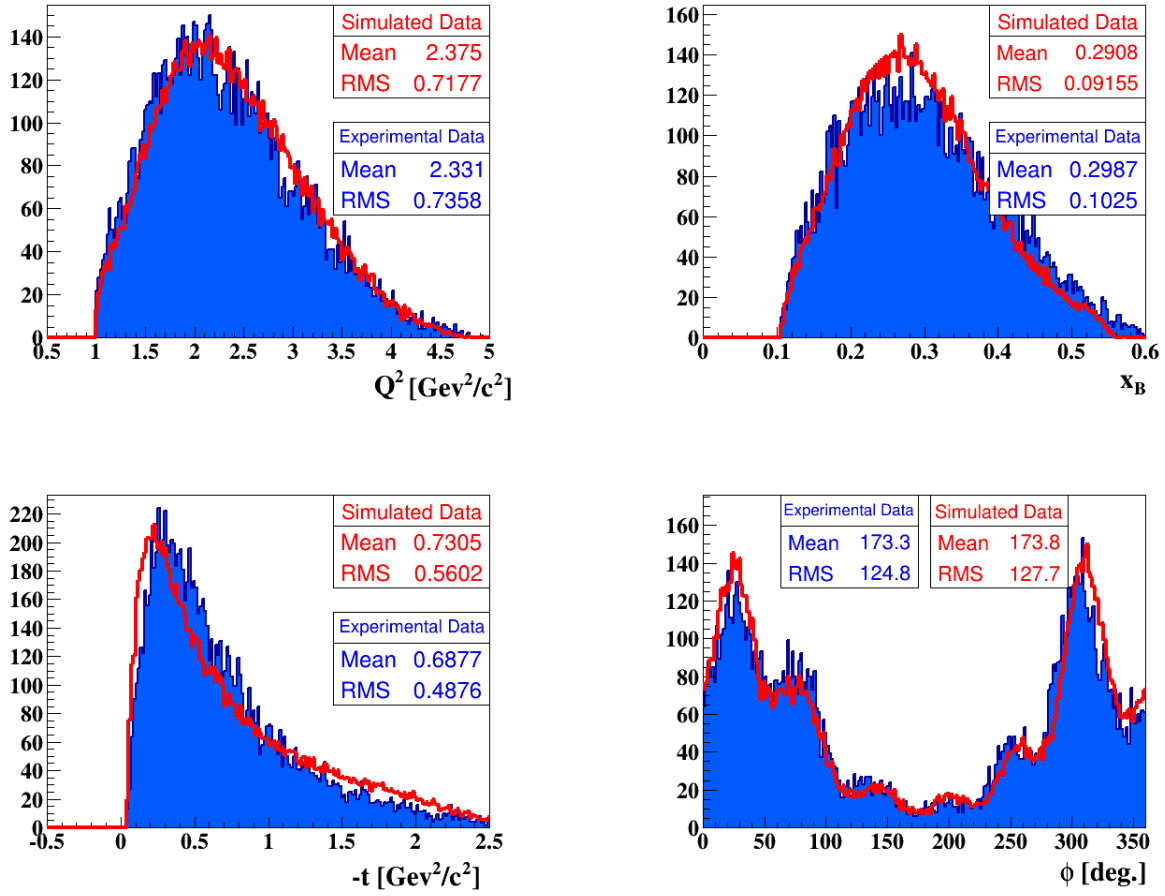 Simulated Data
Mean 2.375
RMS 0.7177
Experimental Data
Mean 2.331
RMS 0.7358
140
120
100
80
60
40
20
0
0.5 1 1.5 2 2.5 3 3.5 4 4.5 5
Q² [Gev²/c²]
Simulated Data
Mean 0.2908
RMS 0.09155
Experimental Data
Mean 0.2987
RMS 0.1025
160
140
120
100
80
60
40
20
0
0 0.1 0.2 0.3 0.4 0.5 0.6
x_B
Simulated Data
Mean 0.7305
RMS 0.5602
Experimental Data
Mean 0.6877
RMS 0.4876
220
200
180
160
140
120
100
80
60
40
20
0
-0.5 0 0.5 1 1.5 2 2.5
-t [Gev²/c²]
Experimental Data
Mean 173.3
RMS 124.8
Simulated Data
Mean 173.8
RMS 127.7
160
140
120
100
80
60
40
20
0
0 50 100 150 200 250 300 350
ϕ [deg.]